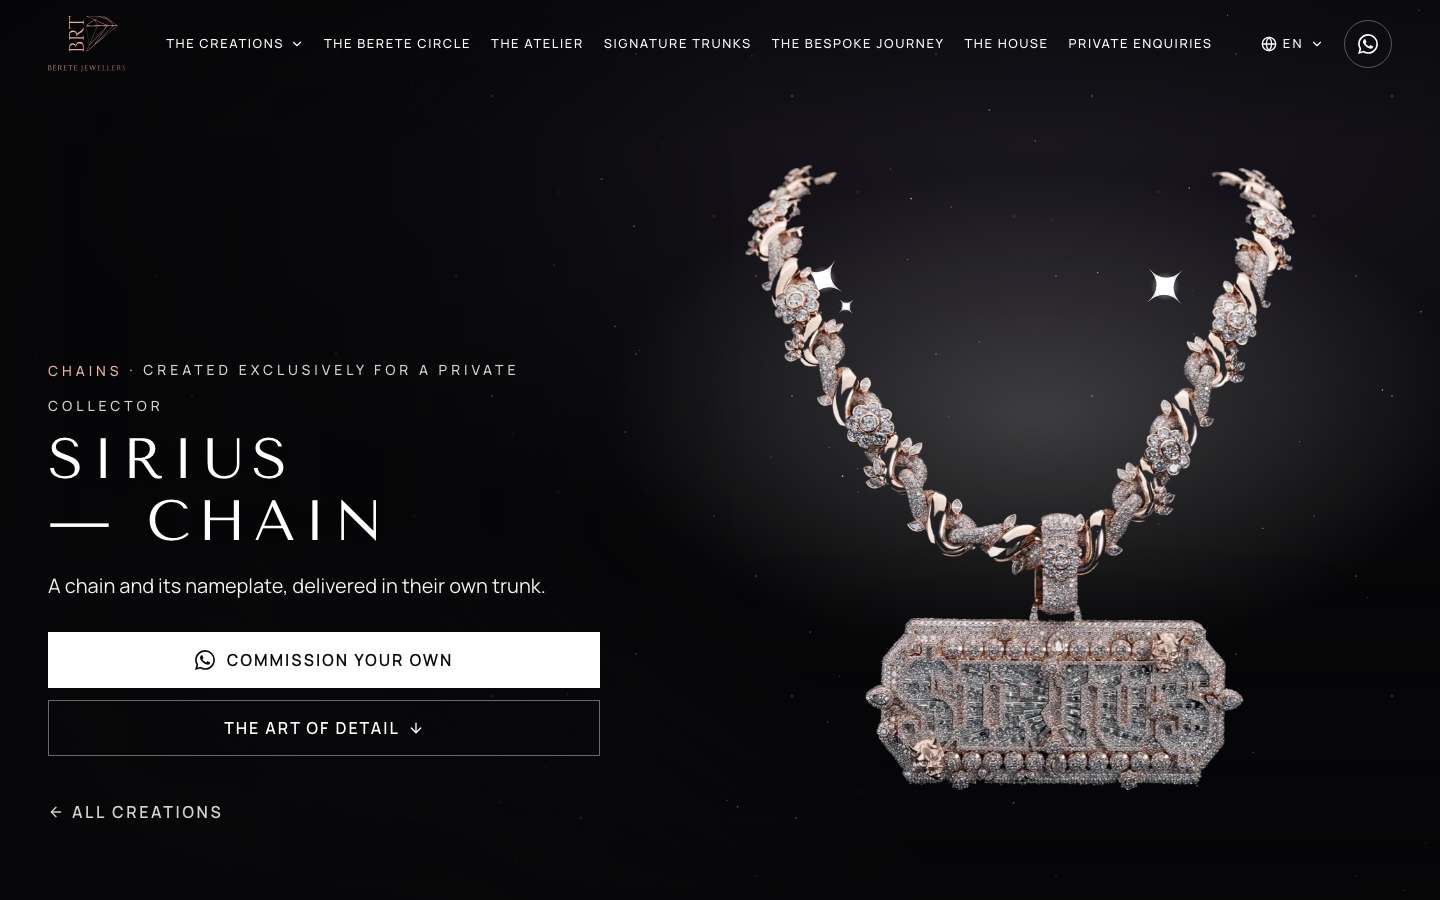 BRT
BERETE JEWELLERS
THE CREATIONS
THE BERETE CIRCLE
THE ATELIER
SIGNATURE TRUNKS
THE BESPOKE JOURNEY
THE HOUSE
PRIVATE ENQUIRIES
EN
CHAINS · CREATED EXCLUSIVELY FOR A PRIVATE
COLLECTOR
SIRIUS
— CHAIN
A chain and its nameplate, delivered in their own trunk.
COMMISSION YOUR OWN
THE ART OF DETAIL ↓
← ALL CREATIONS
SIRIUS